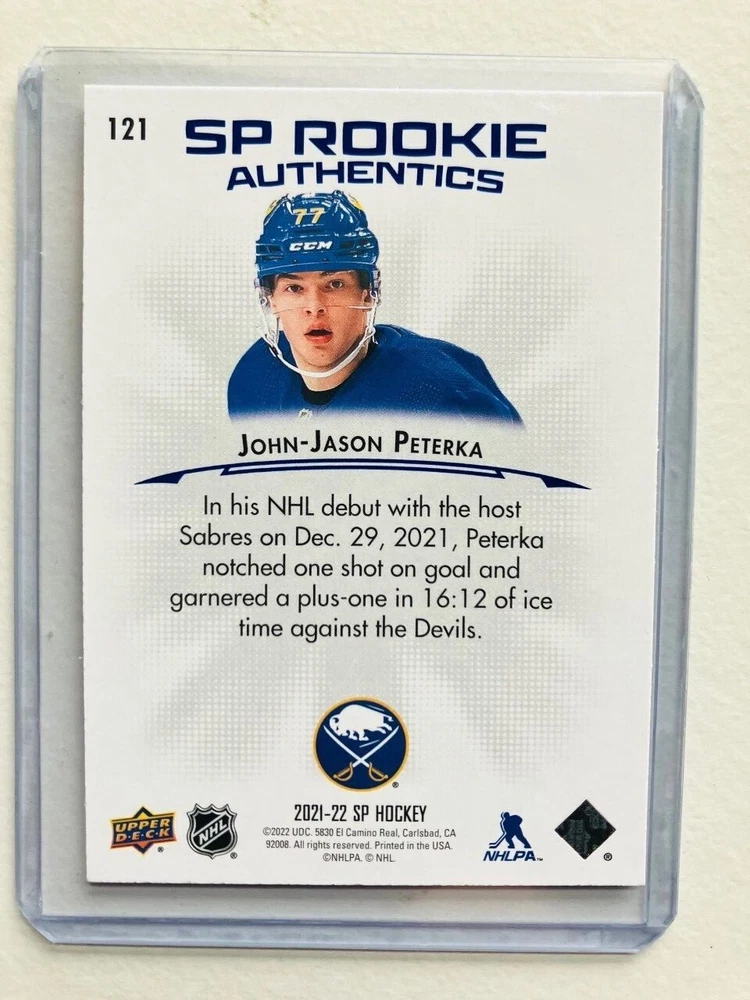 121
SP ROOKIE
AUTHENTICS
77
CCM
JOHN-JASON PETERKA
In his NHL debut with the host
Sabres on Dec. 29, 2021, Peterka
notched one shot on goal and
garnered a plus-one in 16:12 of ice
time against the Devils.
®
2021-22 SP HOCKEY
©2022 UDC. 5830 El Camino Real, Carlsbad, CA
92008. All rights reserved. Printed in the USA.
©NHLPA. © NHL.
UPPER
D·E·C·K
®
NHL
®
NHLPA™
®